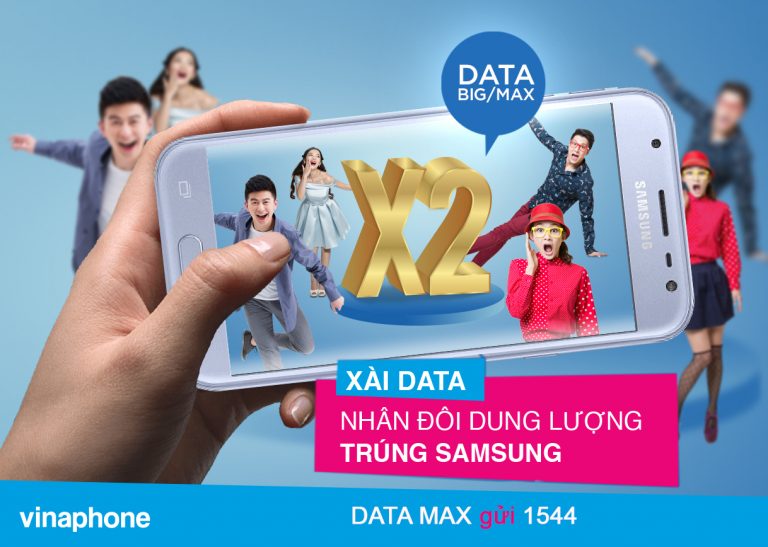 DATA
BIG/MAX
X2
SAMSUNG
XÀI DATA
NHÂN ĐÔI DUNG LƯỢNG
TRÚNG SAMSUNG
vinaphone
DATA MAX gửi 1544